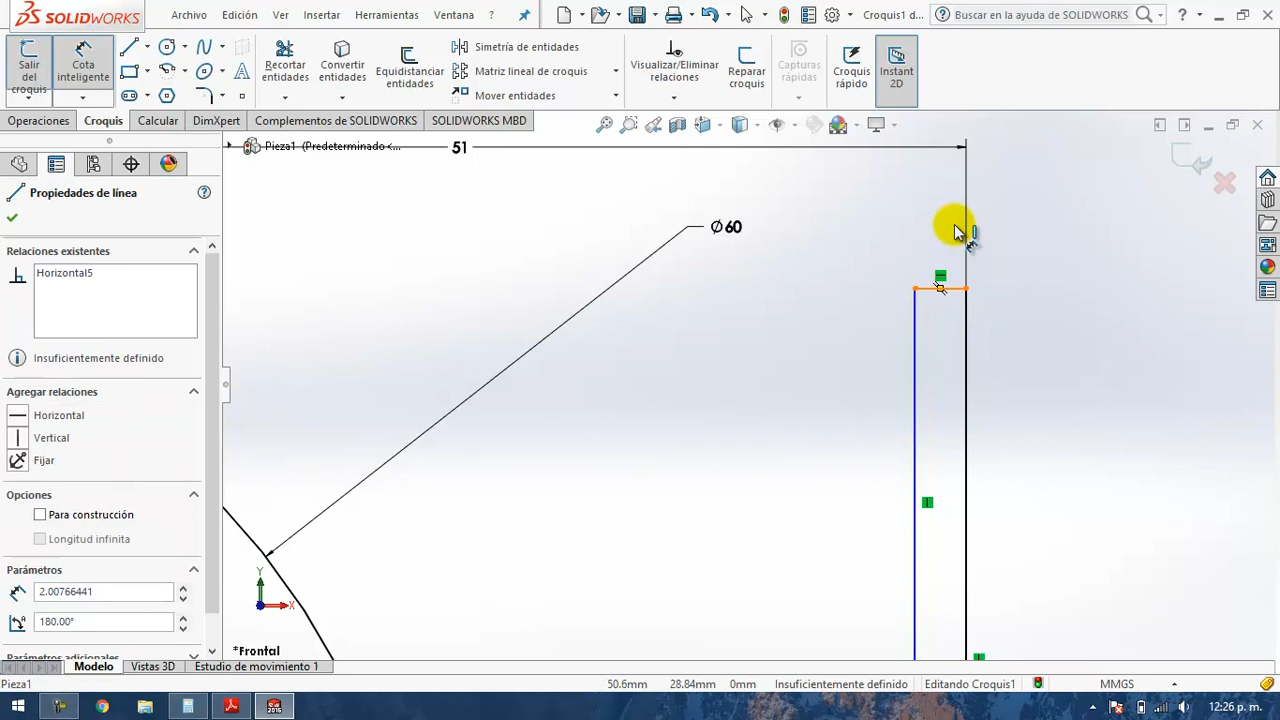 SOLIDWORKS Archivo Edición Ver Insertar Herramientas Ventana Croquis1 d... Buscar en la ayuda de SOLIDWORKS ?
Salir del croquis
Cota inteligente
Recortar entidades
Convertir entidades
Equidistanciar entidades
Simetría de entidades
Matriz lineal de croquis
Mover entidades
Visualizar/Eliminar relaciones
Reparar croquis
Capturas rápidas
Croquis rápido
Instant 2D
Operaciones Croquis Calcular DimXpert Complementos de SOLIDWORKS SOLIDWORKS MBD
Pieza1 (Predeterminado<...
51
Propiedades de línea
Relaciones existentes
Horizontal5
Insuficientemente definido
Agregar relaciones
Horizontal
Vertical
Fijar
Opciones
Para construcción
Longitud infinita
Parámetros
2.00766441
180.00°
Parámetros adicionales
Ø60
Y
X
*Frontal
Modelo Vistas 3D Estudio de movimiento 1
Pieza1 50.6mm 28.84mm 0mm Insuficientemente definido Editando Croquis1 MMGS
12:26 p. m.